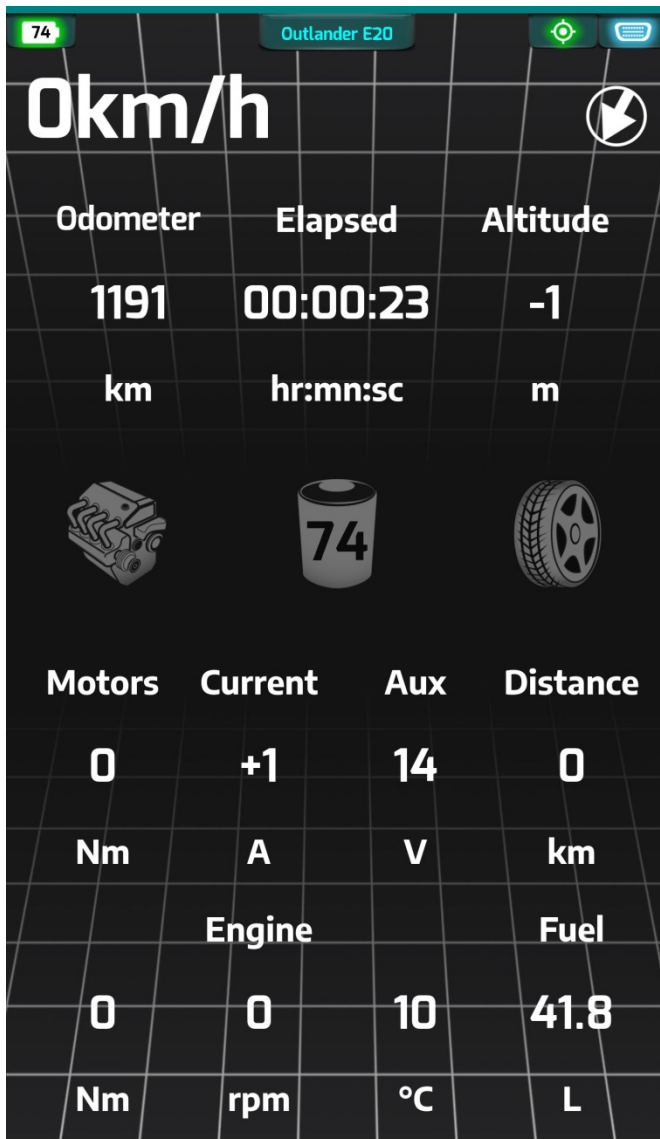 74 Outlander E20
0km/h
Odometer Elapsed Altitude
1191 00:00:23 -1
km hr:mn:sc m
74
Motors Current Aux Distance
0 +1 14 0
Nm A V km
Engine Fuel
0 0 10 41.8
Nm rpm °C L